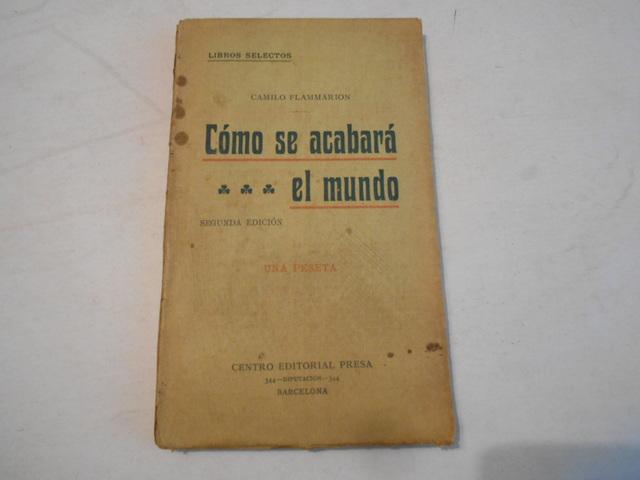 LIBROS SELECTOS
CAMILO FLAMMARION
Cómo se acabará
el mundo
SEGUNDA EDICIÓN
UNA PESETA
CENTRO EDITORIAL PRESA
344—DIPUTACIÓN—344
BARCELONA